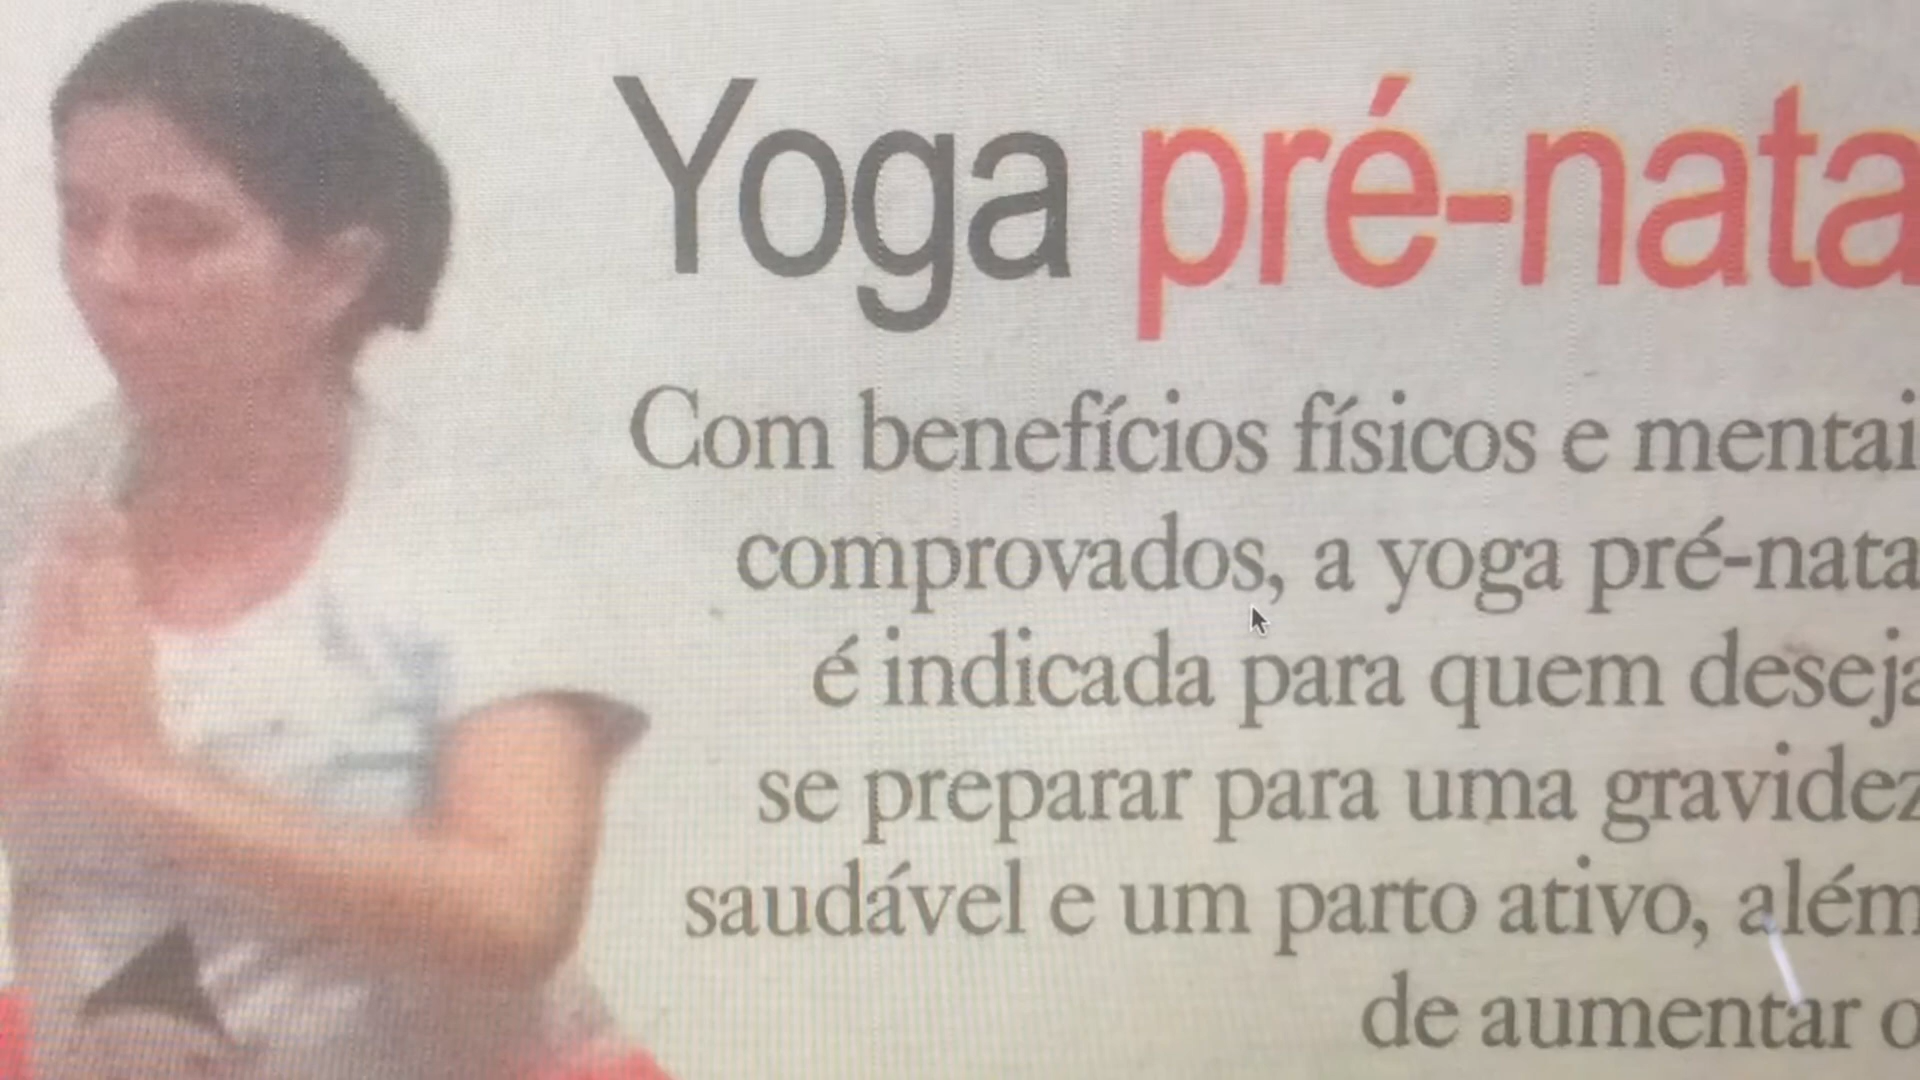 Yoga pré-nata
Com benefícios físicos e mentai
comprovados, a yoga pré-nata
é indicada para quem deseja
se preparar para uma gravidez
saudável e um parto ativo, além
de aumentar o